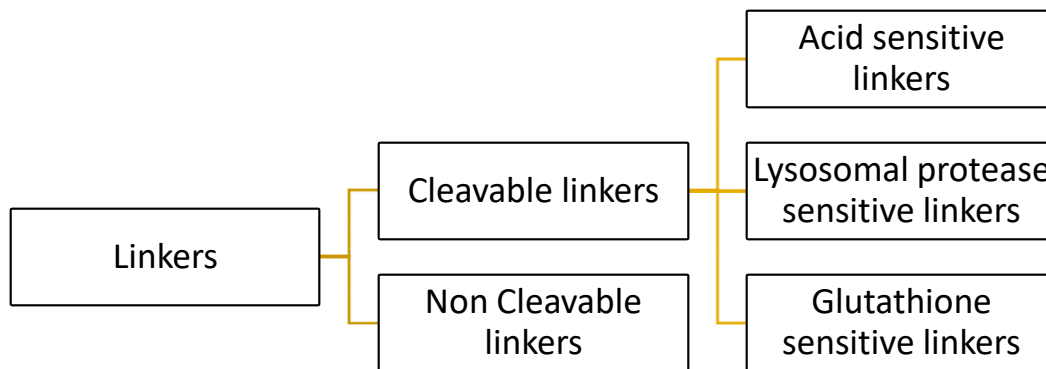 Linkers
Cleavable linkers
Non Cleavable
linkers
Acid sensitive
linkers
Lysosomal protease
sensitive linkers
Glutathione
sensitive linkers